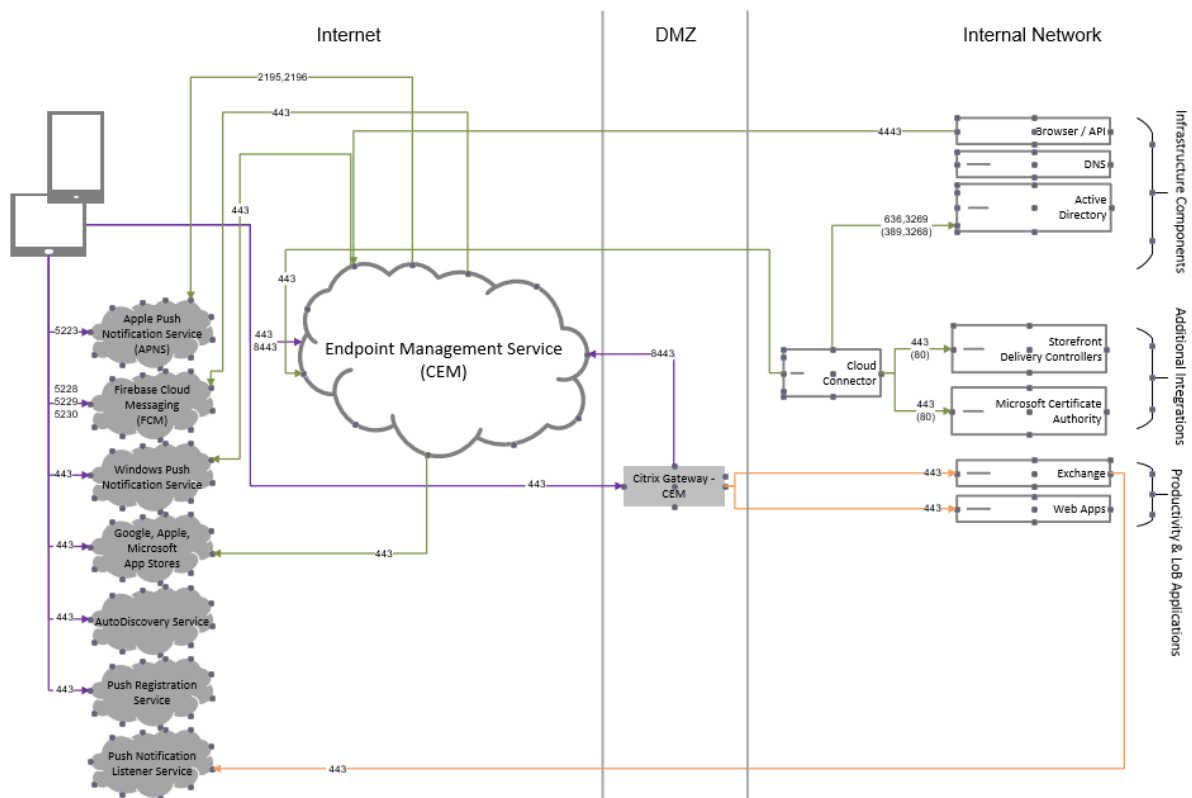 Internet
DMZ
Internal Network
2195,2196
443
4443
443
Browser / API
DNS
Active
Directory
636,3269
(389,3268)
Infrastructure Components
443
5223
Apple Push
Notification Service
(APNS)
443
8443
Endpoint Management Service
(CEM)
8443
Cloud
Connector
443
(80)
Storefront
Delivery Controllers
443
(80)
Microsoft Certificate
Authority
Additional Integrations
5228
5229
5230
Firebase Cloud
Messaging
(FCM)
443
Windows Push
Notification Service
443
Citrix Gateway -
CEM
443
Exchange
443
Web Apps
Productivity & LoB Applications
443
Google, Apple,
Microsoft
App Stores
443
443
AutoDiscovery Service
443
Push Registration
Service
Push Notification
Listener Service
443